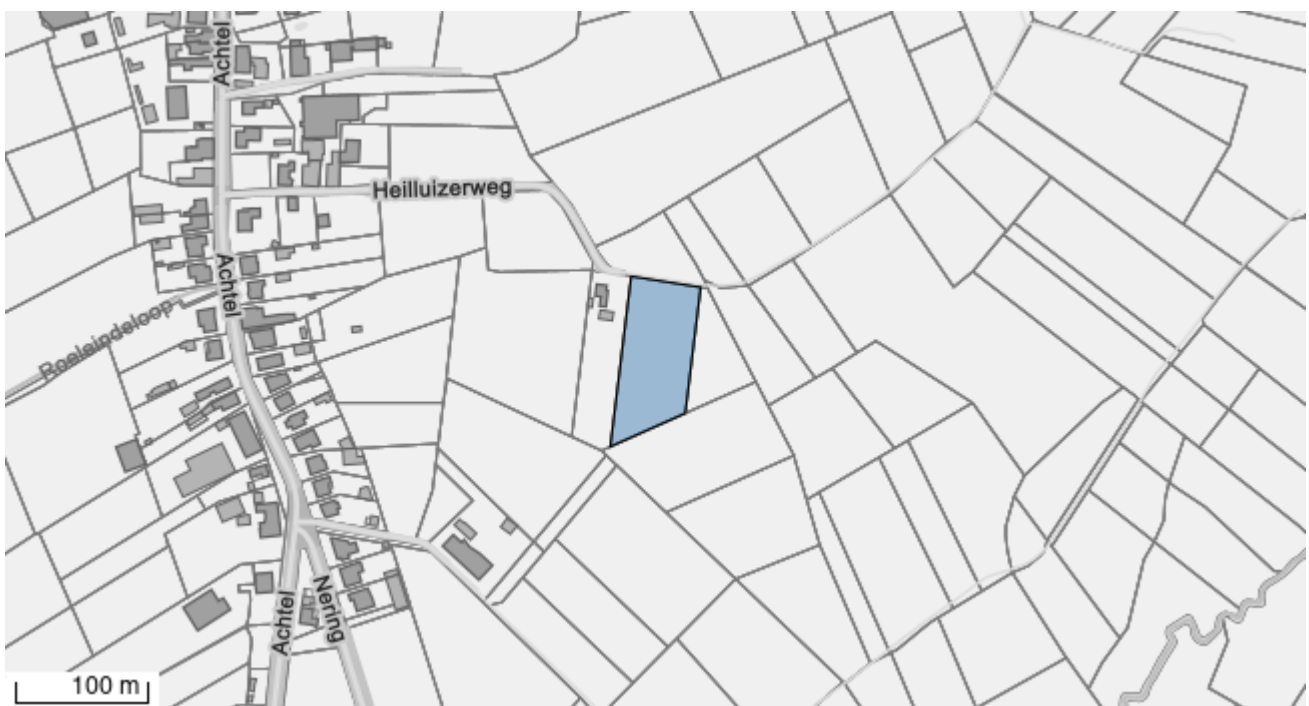 Achtel
Heilluizerweg
Achtel
Roeleindeloop
Achtel
Nering
100 m